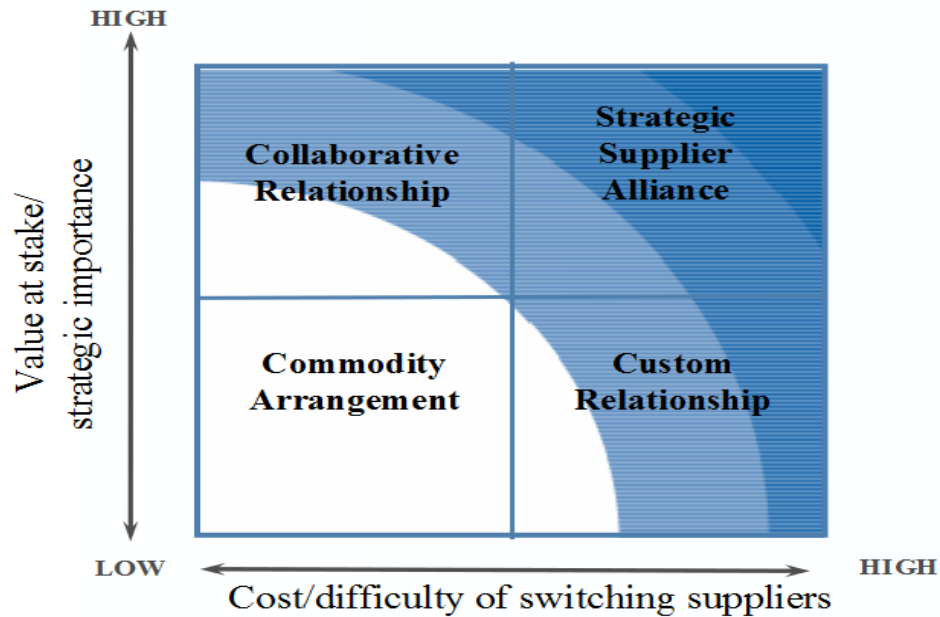 HIGH
Value at stake/
strategic importance
Collaborative
Relationship
Strategic
Supplier
Alliance
Commodity
Arrangement
Custom
Relationship
LOW
HIGH
Cost/difficulty of switching suppliers